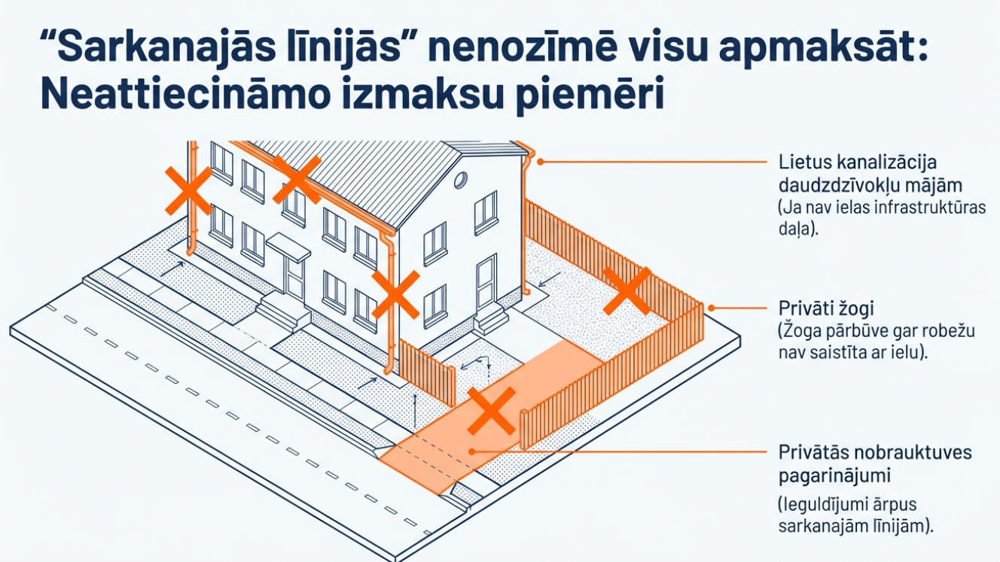 “Sarkanajās līnijās” nenozīmē visu apmaksāt:
Neattiecināmo izmaksu piemēri
Lietus kanalizācija
daudzdzīvokļu mājām
(Ja nav ielas infrastruktūras
daļa).
Privāti žogi
(Žoga pārbūve gar robežu
nav saistīta ar ielu).
Privātās nobrauktuves
pagarinājumi
(Ieguldījumi ārpus
sarkanajām līnijām).